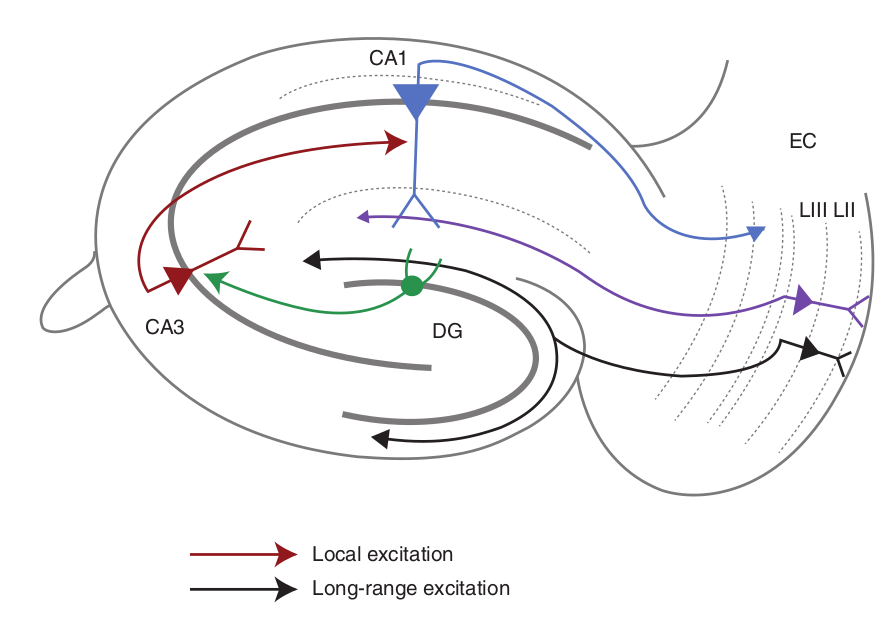 CA1
EC
LIII LII
CA3
DG
Local excitation
Long-range excitation